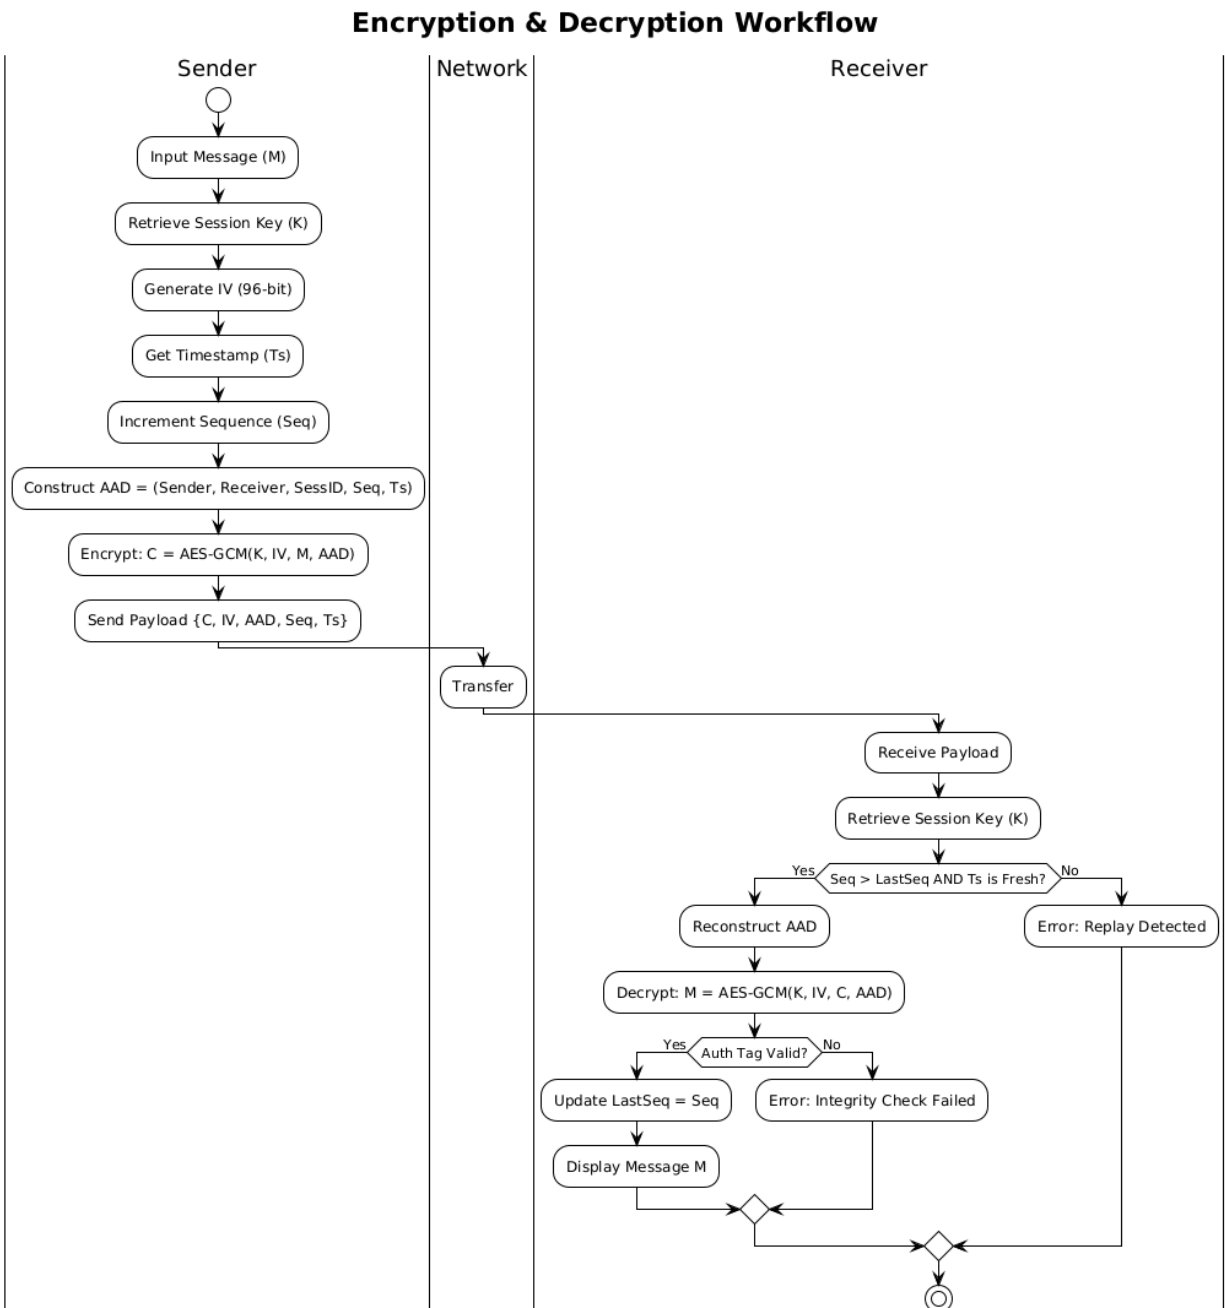 Encryption & Decryption Workflow
Sender
Network
Receiver
Input Message (M)
Retrieve Session Key (K)
Generate IV (96-bit)
Get Timestamp (Ts)
Increment Sequence (Seq)
Construct AAD = (Sender, Receiver, SessID, Seq, Ts)
Encrypt: C = AES-GCM(K, IV, M, AAD)
Send Payload {C, IV, AAD, Seq, Ts}
Transfer
Receive Payload
Retrieve Session Key (K)
Yes
Seq > LastSeq AND Ts is Fresh?
No
Reconstruct AAD
Error: Replay Detected
Decrypt: M = AES-GCM(K, IV, C, AAD)
Yes
Auth Tag Valid?
No
Update LastSeq = Seq
Error: Integrity Check Failed
Display Message M